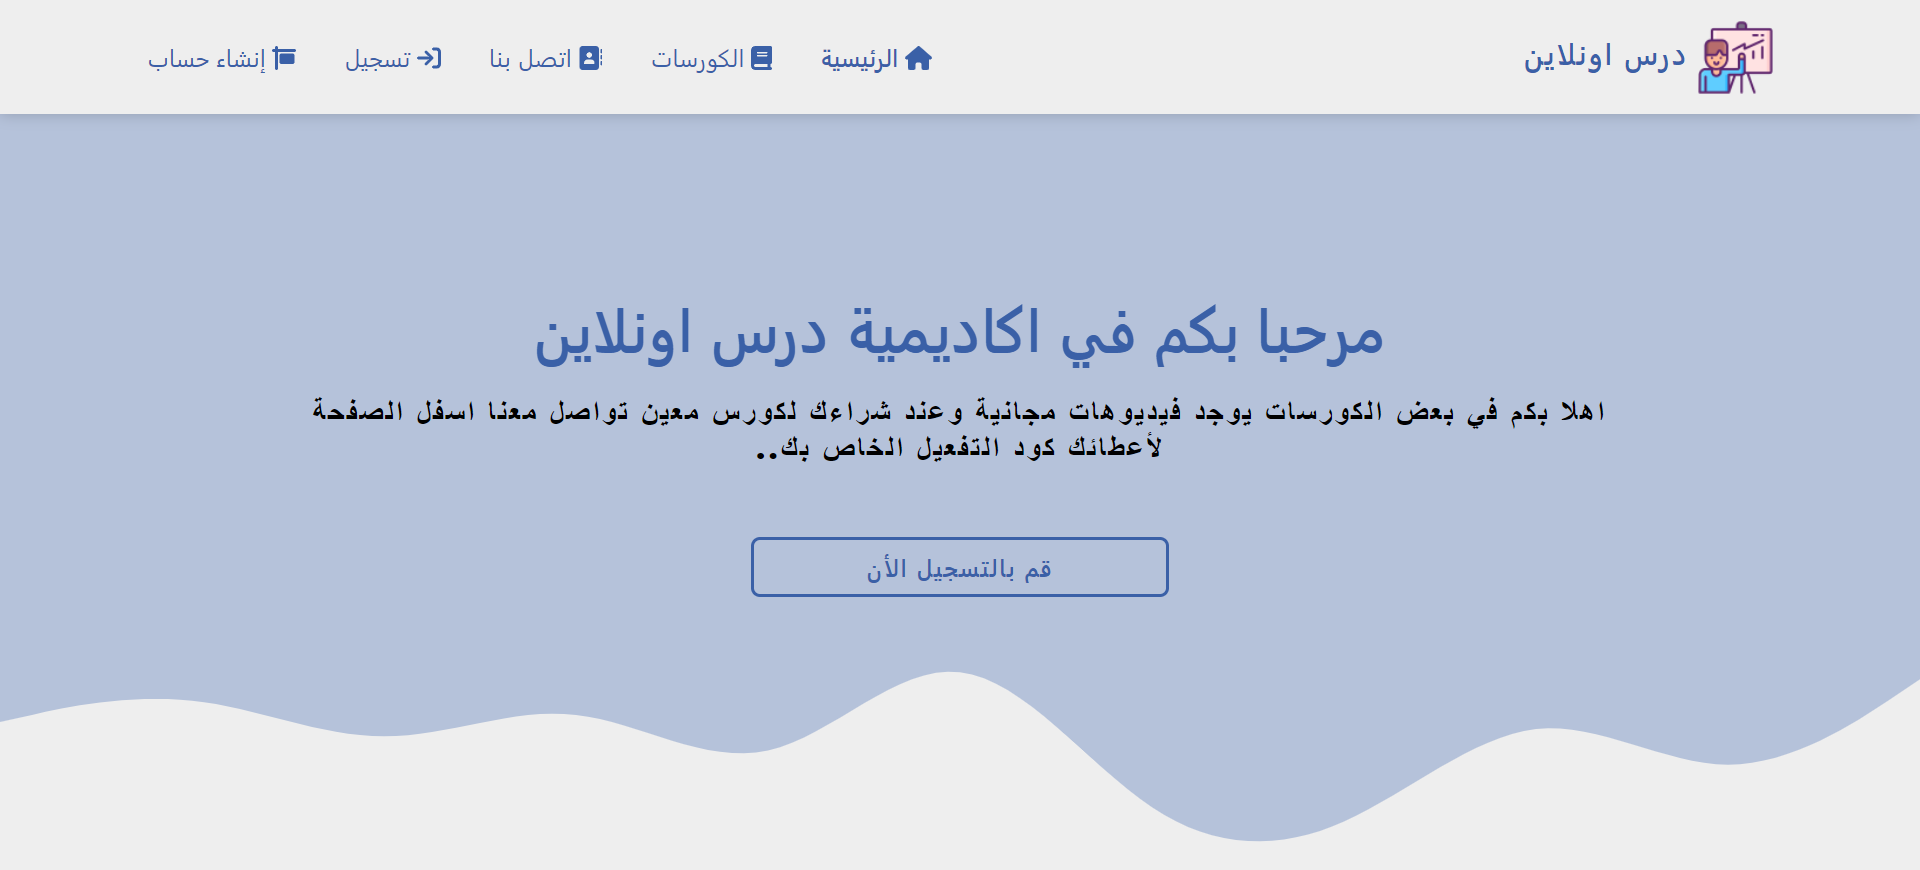 درس اونلاين
الرئيسية
الكورسات
اتصل بنا
تسجيل
إنشاء حساب
مرحبا بكم في اكاديمية درس اونلاين
اهلا بكم في بعض الكورسات يوجد فيديوهات مجانية وعند شراءك لكورس معين تواصل معنا اسفل الصفحة
لأعطائك كود التفعيل الخاص بك..
قم بالتسجيل الأن